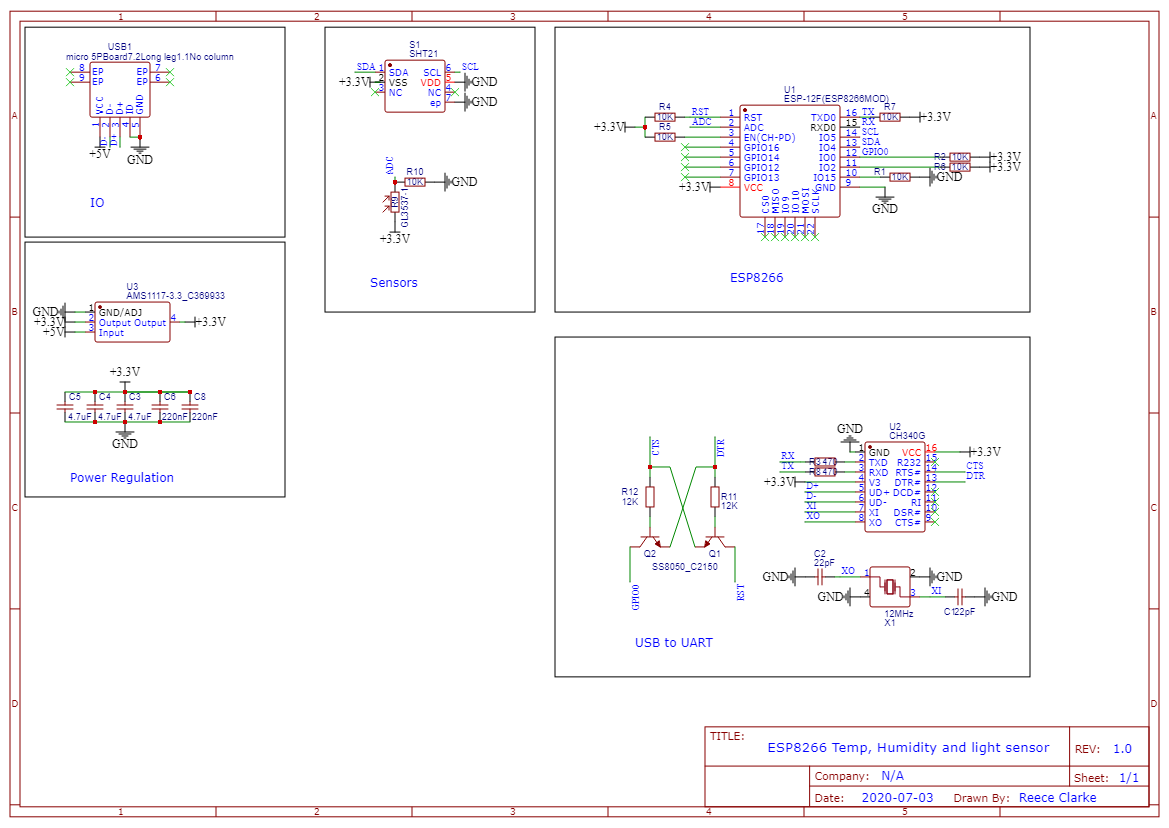 1 2 3 4 5
A B C D
USB1
micro 5PBoard7.2Long leg1.1No column
8 EP EP 7
9 EP EP 6
VCC D- D+ ID GND
1 2 3 4 5
D- D+
+5V
GND
IO
S1
SHT21
SDA 1 SDA SCL 6 SCL
+3.3V 2 VSS VDD 5 GND
3 NC NC 4
ep 7 GND
ADC
R10
10K
GND
R9
GL3537-1
+3.3V
Sensors
U1
ESP-12F(ESP8266MOD)
R4
10K
R5
10K
+3.3V
RST 1 RST TXD0 16 TX
R7
10K
+3.3V
ADC 2 ADC RXD0 15 RX
3 EN(CH-PD) IO5 14 SCL
4 GPIO16 IO4 13 SDA
5 GPIO14 IO0 12 GPIO0
R2 10K +3.3V
6 GPIO12 IO2 11
R6 10K +3.3V
7 GPIO13 IO15 10
R1 10K GND
+3.3V 8 VCC GND 9
GND
CS0 MISO IO9 IO10 MOSI SCLK
17 18 19 20 21 22
ESP8266
U3
AMS1117-3.3_C369933
GND 1 GND/ADJ
+3.3V 2 Output Output 4 +3.3V
+5V 3 Input
+3.3V
C5 C4 C3 C6 C8
4.7uF 4.7uF 4.7uF 220nF 220nF
GND
Power Regulation
CTS
DTR
R12
12K
R11
12K
Q2
Q1
SS8050_C2150
GPIO0
RST
GND
U2
CH340G
1 GND VCC 16 +3.3V
RX R3 470 2 TXD R232 15
TX R8 470 3 RXD RTS# 14 CTS
+3.3V 4 V3 DTR# 13 DTR
D+ 5 UD+ DCD# 12
D- 6 UD- RI 11
XI 7 XI DSR# 10
XO 8 XO CTS# 9
C2
22pF
GND
XO 1
2 GND
GND 4
3 XI
C1 22pF
GND
12MHz
X1
USB to UART
TITLE:
ESP8266 Temp, Humidity and light sensor
REV: 1.0
Company: N/A
Sheet: 1/1
Date: 2020-07-03 Drawn By: Reece Clarke
A B C D
1 2 3 4 5